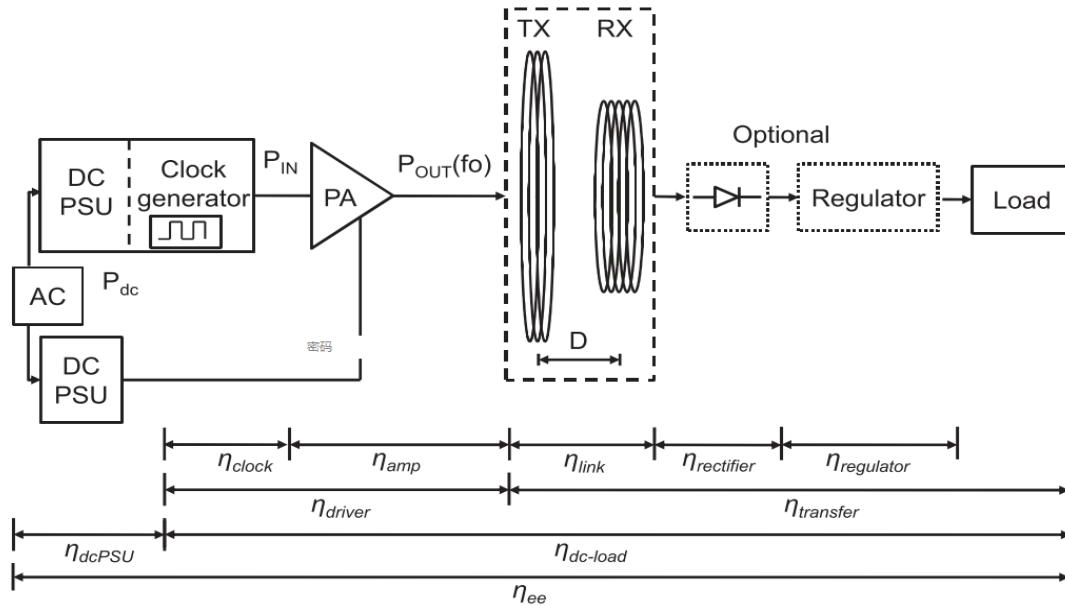 TX RX
Optional
DC PSU
Clock generator
P_IN
PA
P_OUT(fo)
Regulator
Load
AC
P_dc
密码
D
DC PSU
η_clock η_amp η_link η_rectifier η_regulator
η_driver η_transfer
η_dcPSU η_dc-load
η_ee